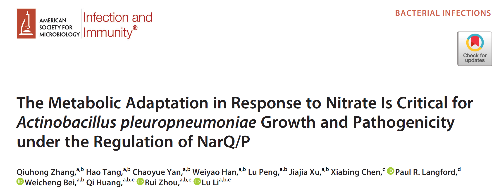 BACTERIAL INFECTIONS
AMERICAN
SOCIETY FOR
MICROBIOLOGY
Infection and
Immunity®
Check for
updates
The Metabolic Adaptation in Response to Nitrate Is Critical for
Actinobacillus pleuropneumoniae Growth and Pathogenicity
under the Regulation of NarQ/P
Qiuhong Zhang,a,b Hao Tang,a,b Chaoyue Yan,a,b Weiyao Han,a,b Lu Peng,a,b Jiajia Xu,a,b Xiabing Chen,c Paul R. Langford,d
Weicheng Bei,a,b Qi Huang,a,b,e Rui Zhou,a,b,e Lu Li a,b,e